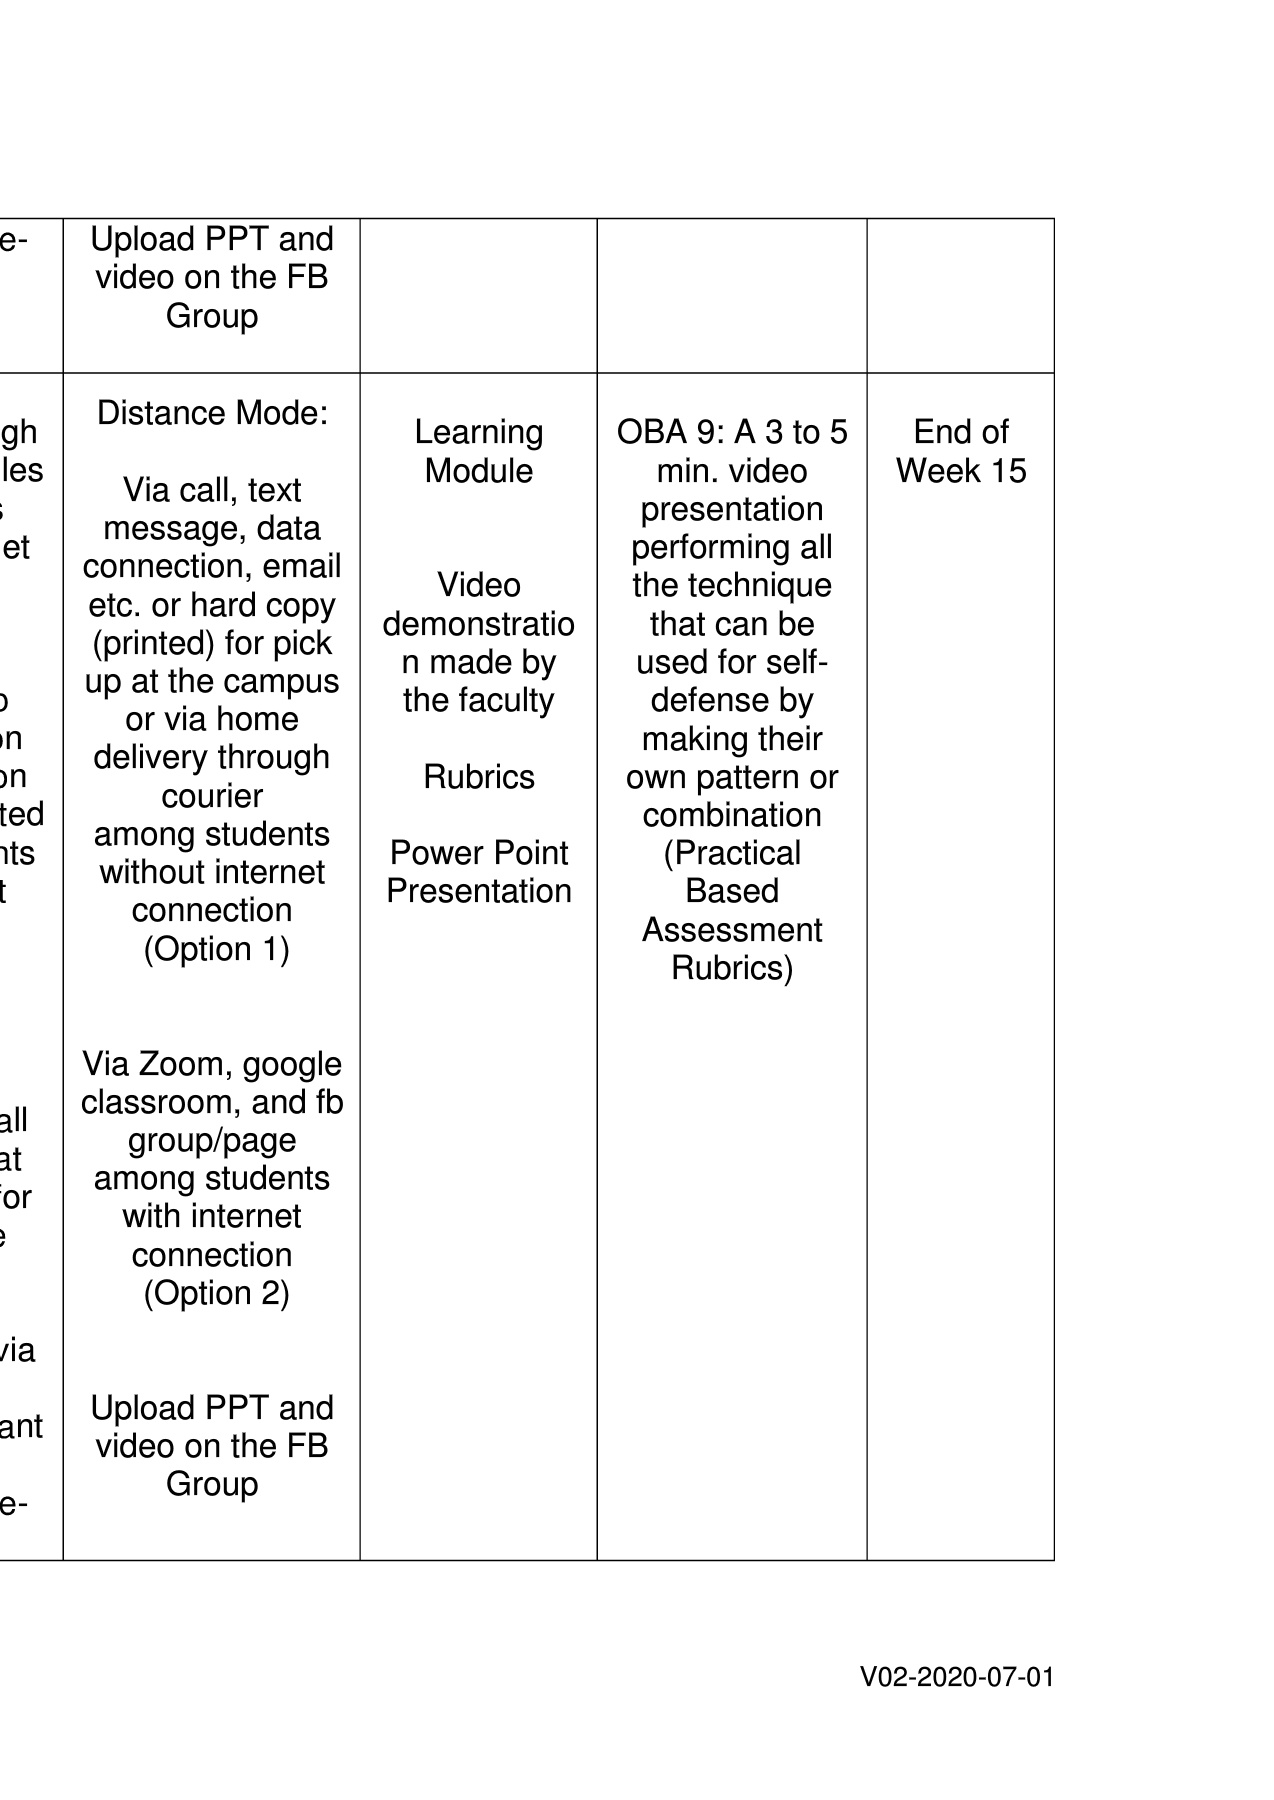 e-
Upload PPT and
video on the FB
Group
gh
les
s
et
o
on
on
ted
nts
t
all
at
for
e
via
ant
e-
Distance Mode:
Via call, text
message, data
connection, email
etc. or hard copy
(printed) for pick
up at the campus
or via home
delivery through
courier
among students
without internet
connection
(Option 1)
Via Zoom, google
classroom, and fb
group/page
among students
with internet
connection
(Option 2)
Upload PPT and
video on the FB
Group
Learning
Module
Video
demonstratio
n made by
the faculty
Rubrics
Power Point
Presentation
OBA 9: A 3 to 5
min. video
presentation
performing all
the technique
that can be
used for self-
defense by
making their
own pattern or
combination
(Practical
Based
Assessment
Rubrics)
End of
Week 15
V02-2020-07-01